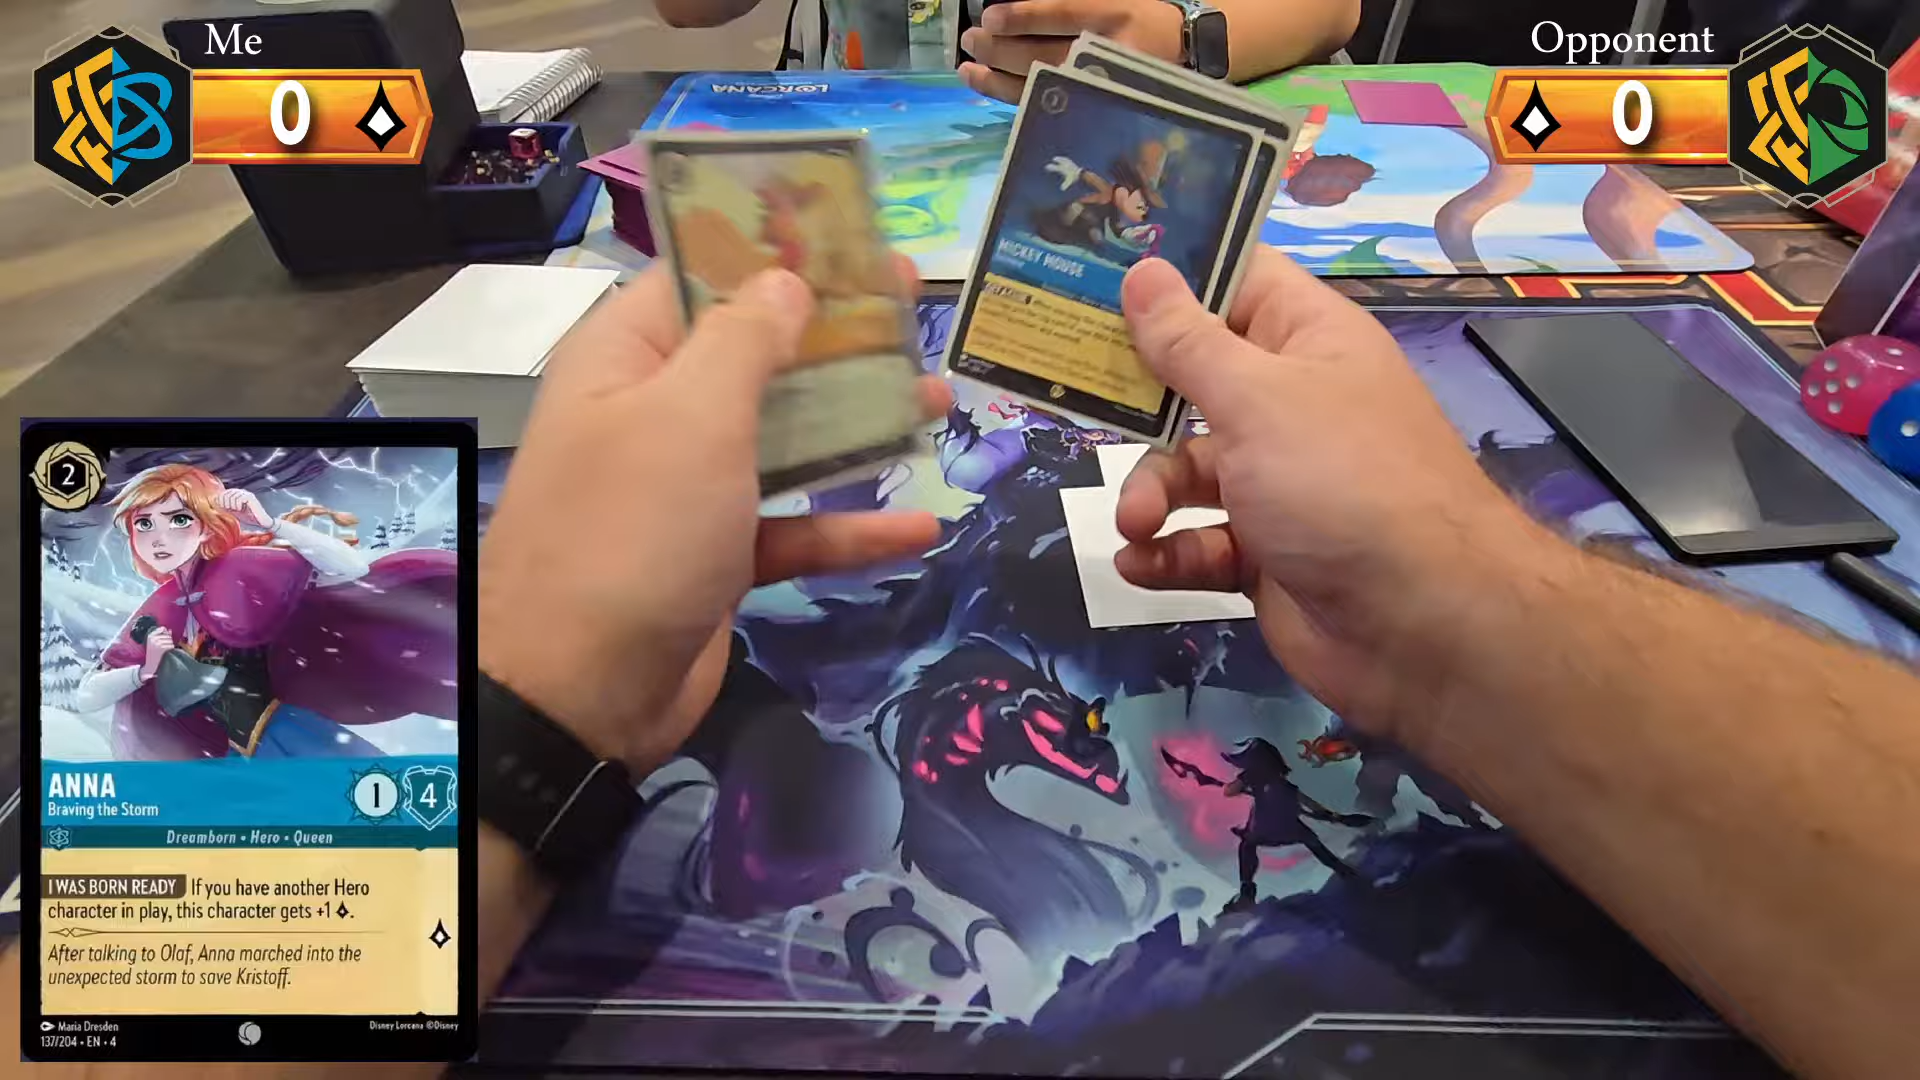 Me
0
Opponent
0
LORCANA
MICKEY MOUSE
2
ANNA
Braving the Storm
1
4
Dreamborn • Hero • Queen
I WAS BORN READY If you have another Hero
character in play, this character gets +1
After talking to Olaf, Anna marched into the
unexpected storm to save Kristoff.
Maria Dresden
Disney Lorcana ©Disney
137/204 • EN • 4